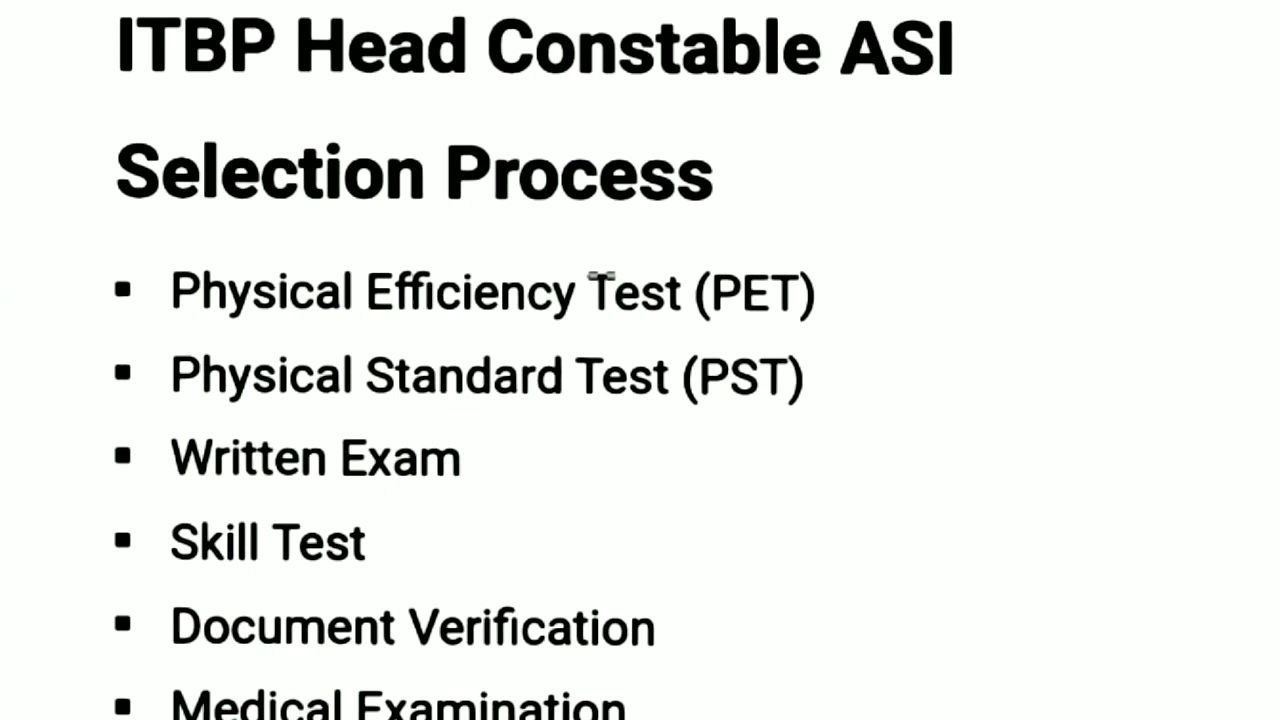 ITBP Head Constable ASI
Selection Process
▪ Physical Efficiency Test (PET)
▪ Physical Standard Test (PST)
▪ Written Exam
▪ Skill Test
▪ Document Verification
▪ Medical Examination